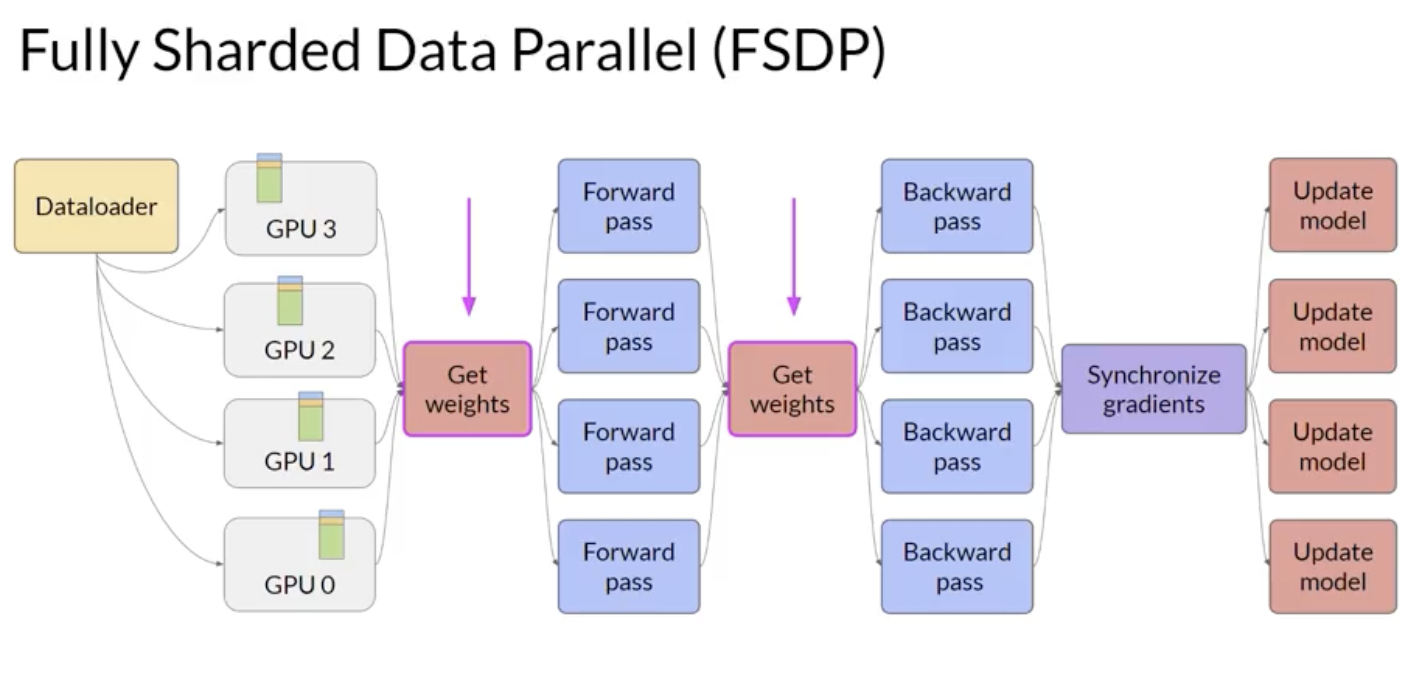 Fully Sharded Data Parallel (FSDP)
Dataloader
GPU 3
GPU 2
GPU 1
GPU 0
Get
weights
Forward
pass
Forward
pass
Forward
pass
Forward
pass
Get
weights
Backward
pass
Backward
pass
Backward
pass
Backward
pass
Synchronize
gradients
Update
model
Update
model
Update
model
Update
model